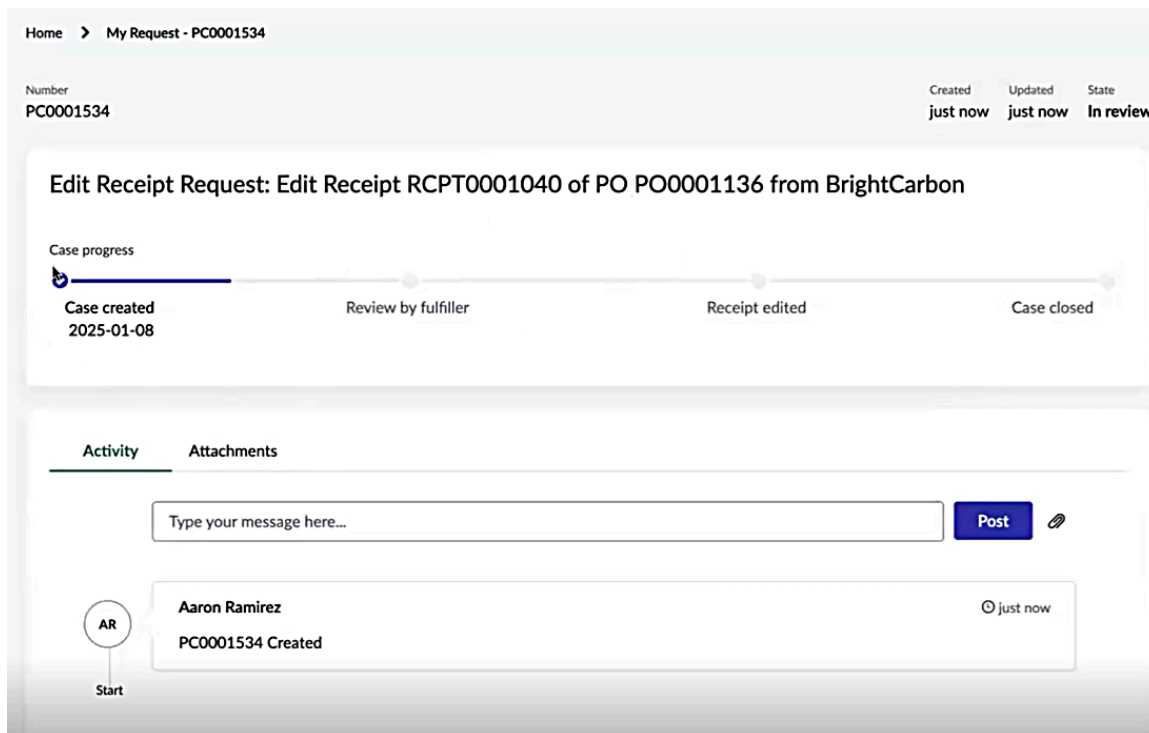 Home > My Request - PC0001534
Number
PC0001534
Created Updated State
just now just now In review
Edit Receipt Request: Edit Receipt RCPT0001040 of PO PO0001136 from BrightCarbon
Case progress
Case created Review by fulfiller Receipt edited Case closed
2025-01-08
Activity Attachments
Type your message here... Post
Aaron Ramirez just now
AR
PC0001534 Created
Start